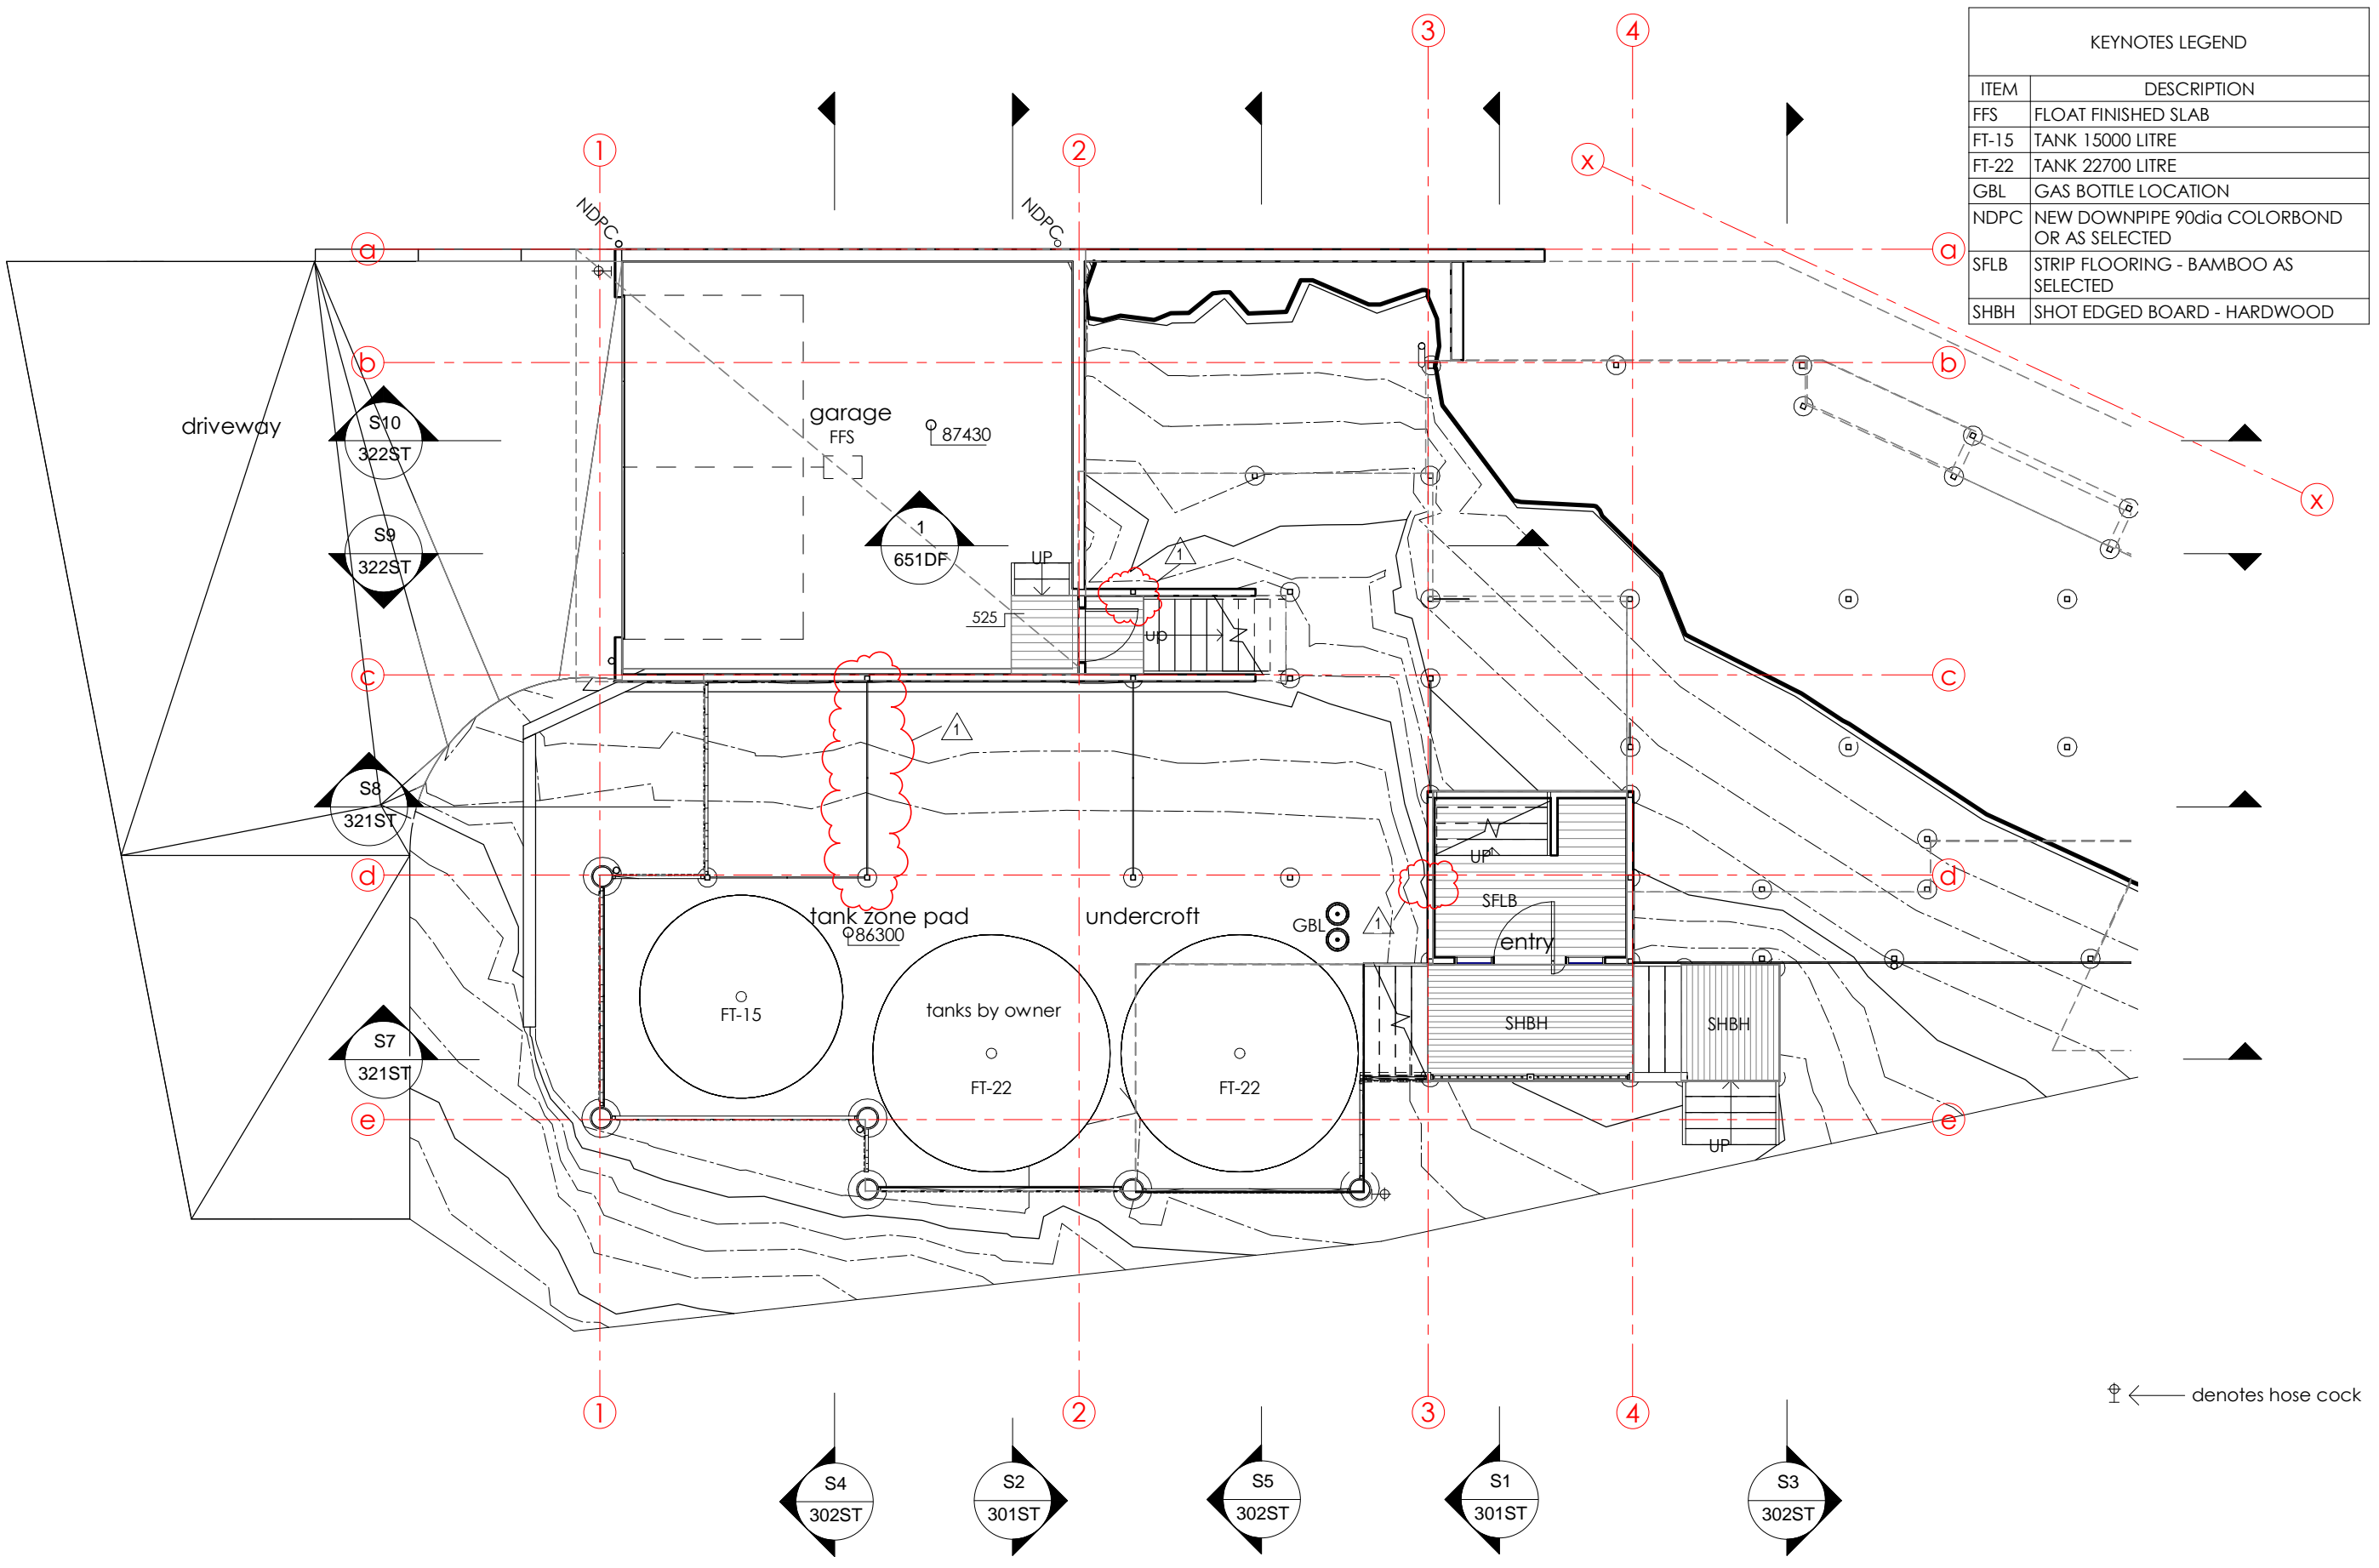 3
4
KEYNOTES LEGEND
ITEM DESCRIPTION
FFS FLOAT FINISHED SLAB
FT-15 TANK 15000 LITRE
FT-22 TANK 22700 LITRE
GBL GAS BOTTLE LOCATION
NDPC NEW DOWNPIPE 90dia COLORBOND
OR AS SELECTED
SFLB STRIP FLOORING - BAMBOO AS
SELECTED
SHBH SHOT EDGED BOARD - HARDWOOD
1
2
x
NDPC
NDPC
a
a
b
b
garage
FFS
87430
driveway
S10
322ST
x
S9
322ST
1
651DF
UP
1
525
up
c
c
1
S8
321ST
UP
d
d
SFLB
tank zone pad
86300
undercroft
GBL
1
entry
FT-15
tanks by owner
SHBH
SHBH
S7
321ST
FT-22
FT-22
e
e
UP
1
2
3
4
denotes hose cock
S4
302ST
S2
301ST
S5
302ST
S1
301ST
S3
302ST